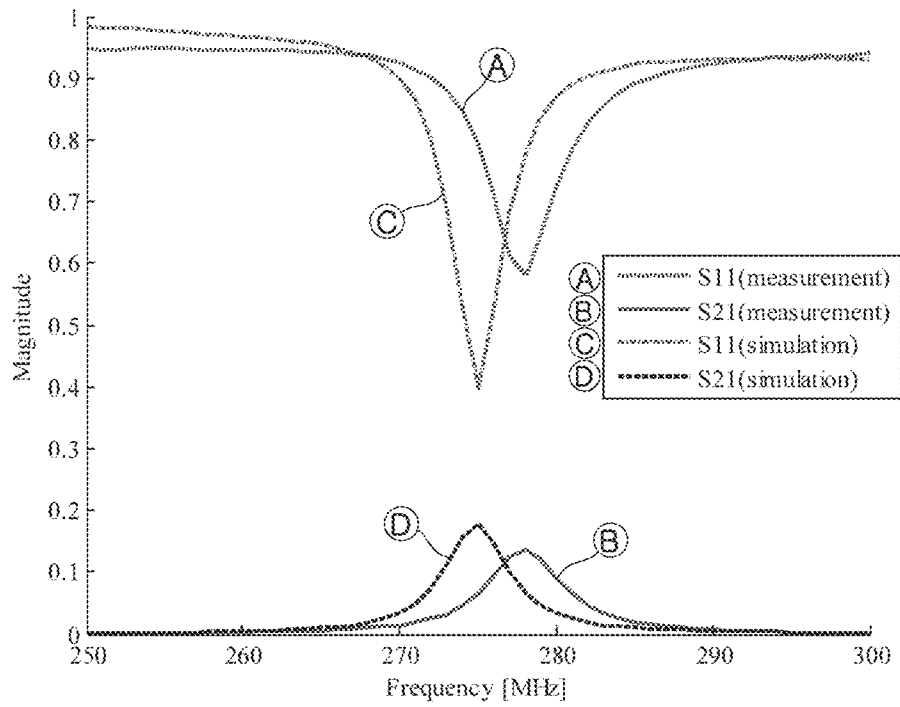 1
0.9
0.8
0.7
0.6
0.5
0.4
0.3
0.2
0.1
0
Magnitude
250
260
270
280
290
300
Frequency [MHz]
A
C
D
B
A S11(measurement)
B S21(measurement)
C S11(simulation)
D S21(simulation)